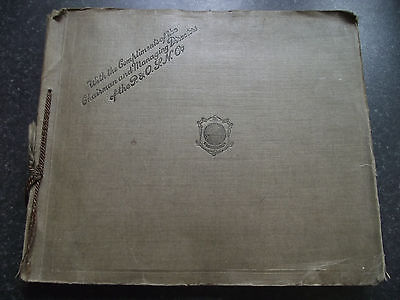 With the Compliments of the
Chairman and Managing Directors
of the P. & O. S. N. Co.